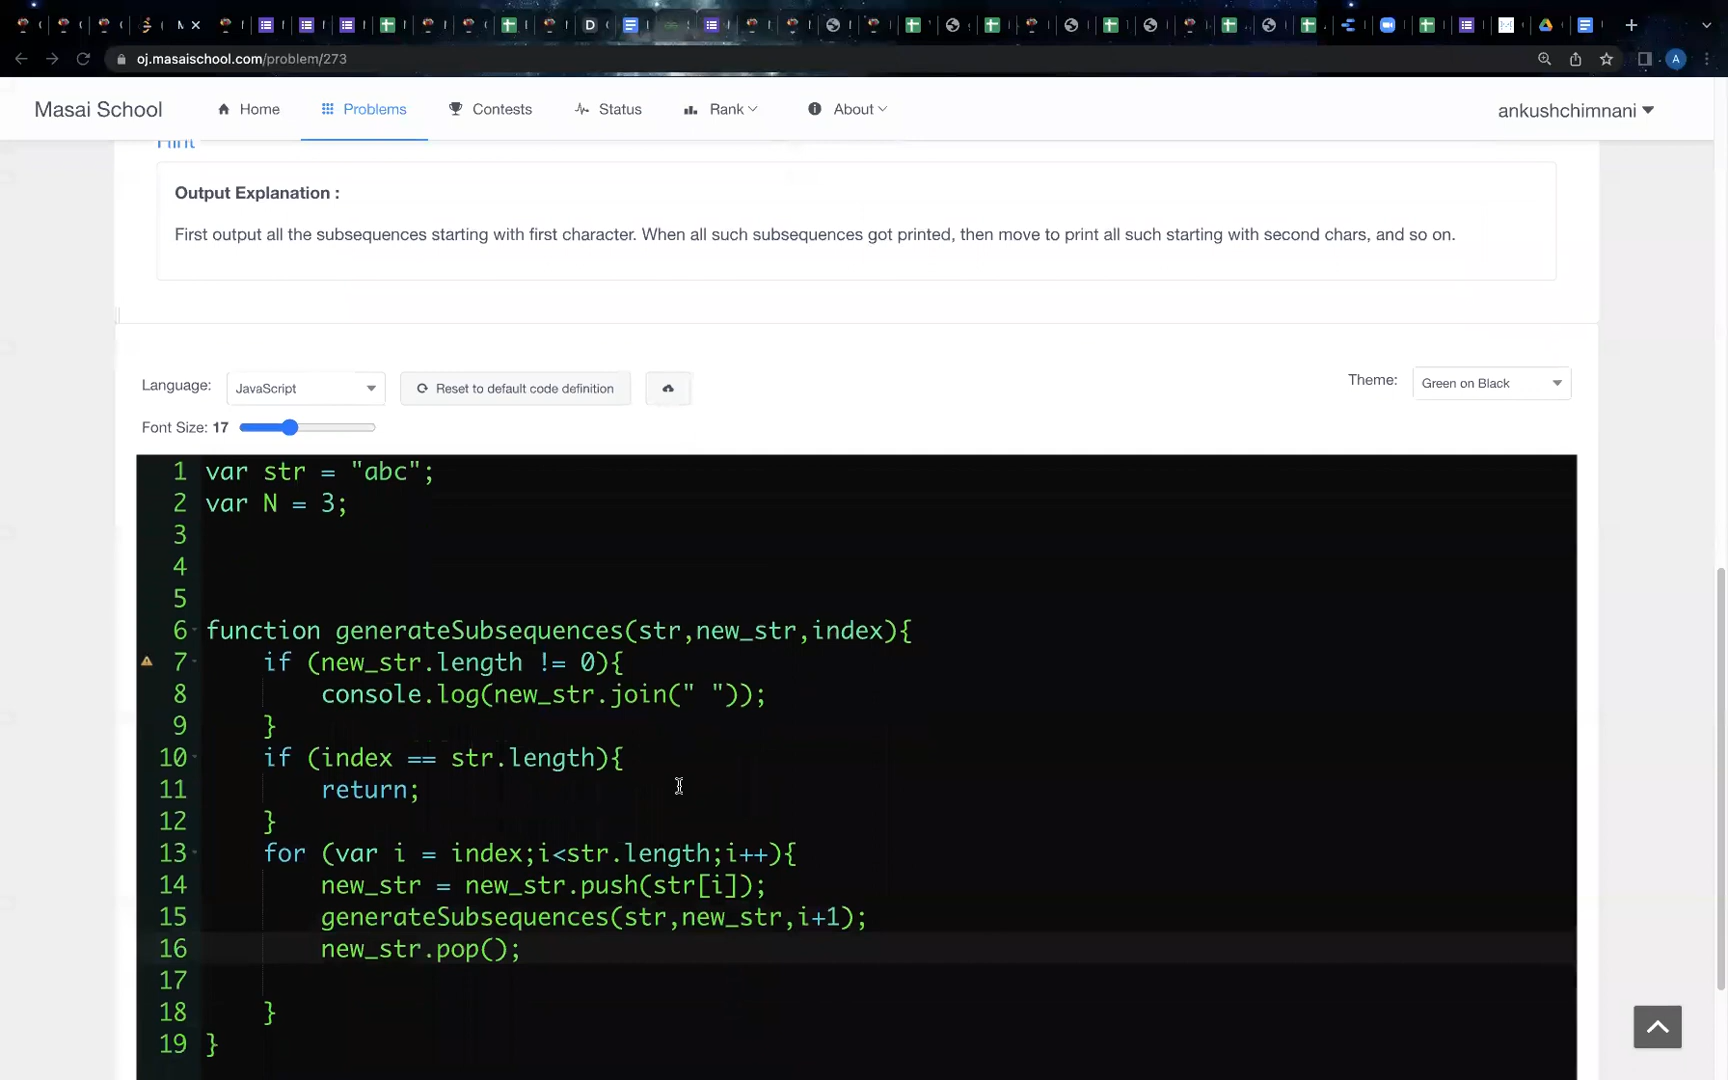 oj.masaischool.com/problem/273
A
Masai School
Home
Problems
Contests
Status
Rank
About
ankushchimnani
Hint
Output Explanation :
First output all the subsequences starting with first character. When all such subsequences got printed, then move to print all such starting with second chars, and so on.
Language:
JavaScript
Reset to default code definition
Theme:
Green on Black
Font Size: 17
1 var str = "abc";
2 var N = 3;
3
4
5
6 function generateSubsequences(str,new_str,index){
7 if (new_str.length != 0){
8 console.log(new_str.join(" "));
9 }
10 if (index == str.length){
11 return;
12 }
13 for (var i = index;i<str.length;i++){
14 new_str = new_str.push(str[i]);
15 generateSubsequences(str,new_str,i+1);
16 new_str.pop();
17
18 }
19 }